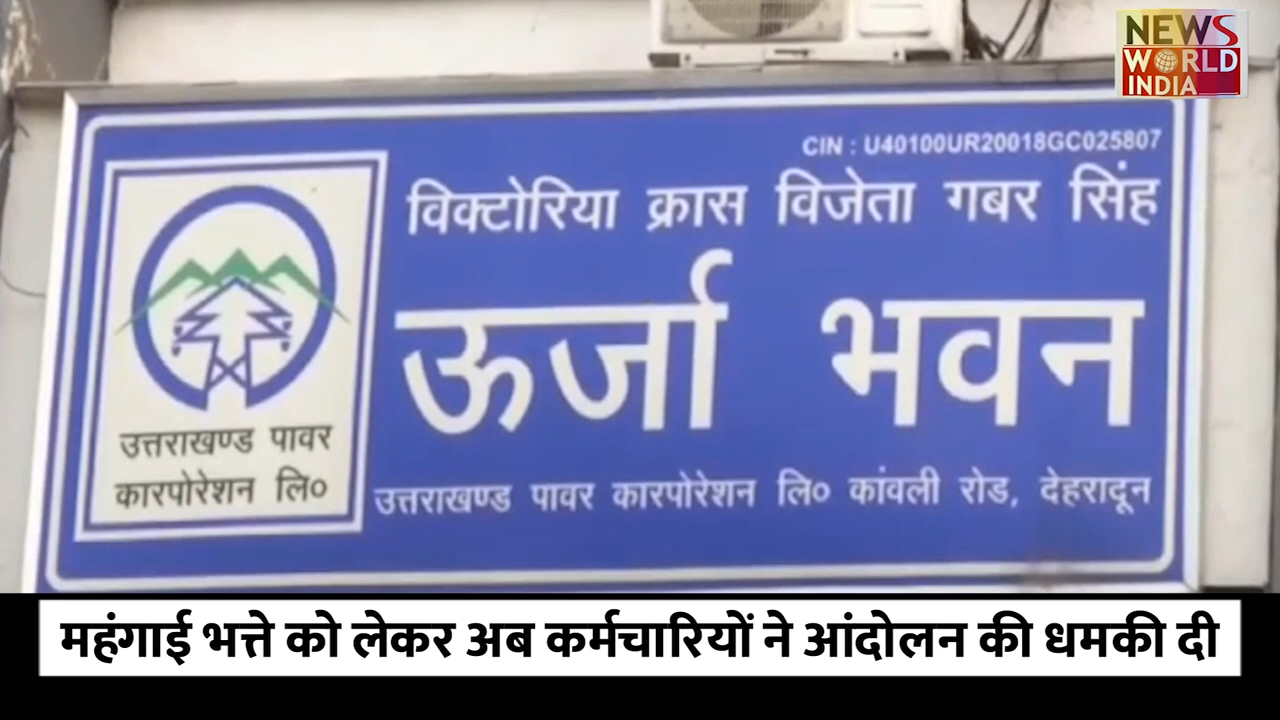 NEWS
WORLD
INDIA
CIN : U40100UR20018GC025807
विक्टोरिया क्रास विजेता गबर सिंह
ऊर्जा भवन
उत्तराखण्ड पावर
कारपोरेशन लि०
उत्तराखण्ड पावर कारपोरेशन लि० कांवली रोड, देहरादून
महंगाई भत्ते को लेकर अब कर्मचारियों ने आंदोलन की धमकी दी